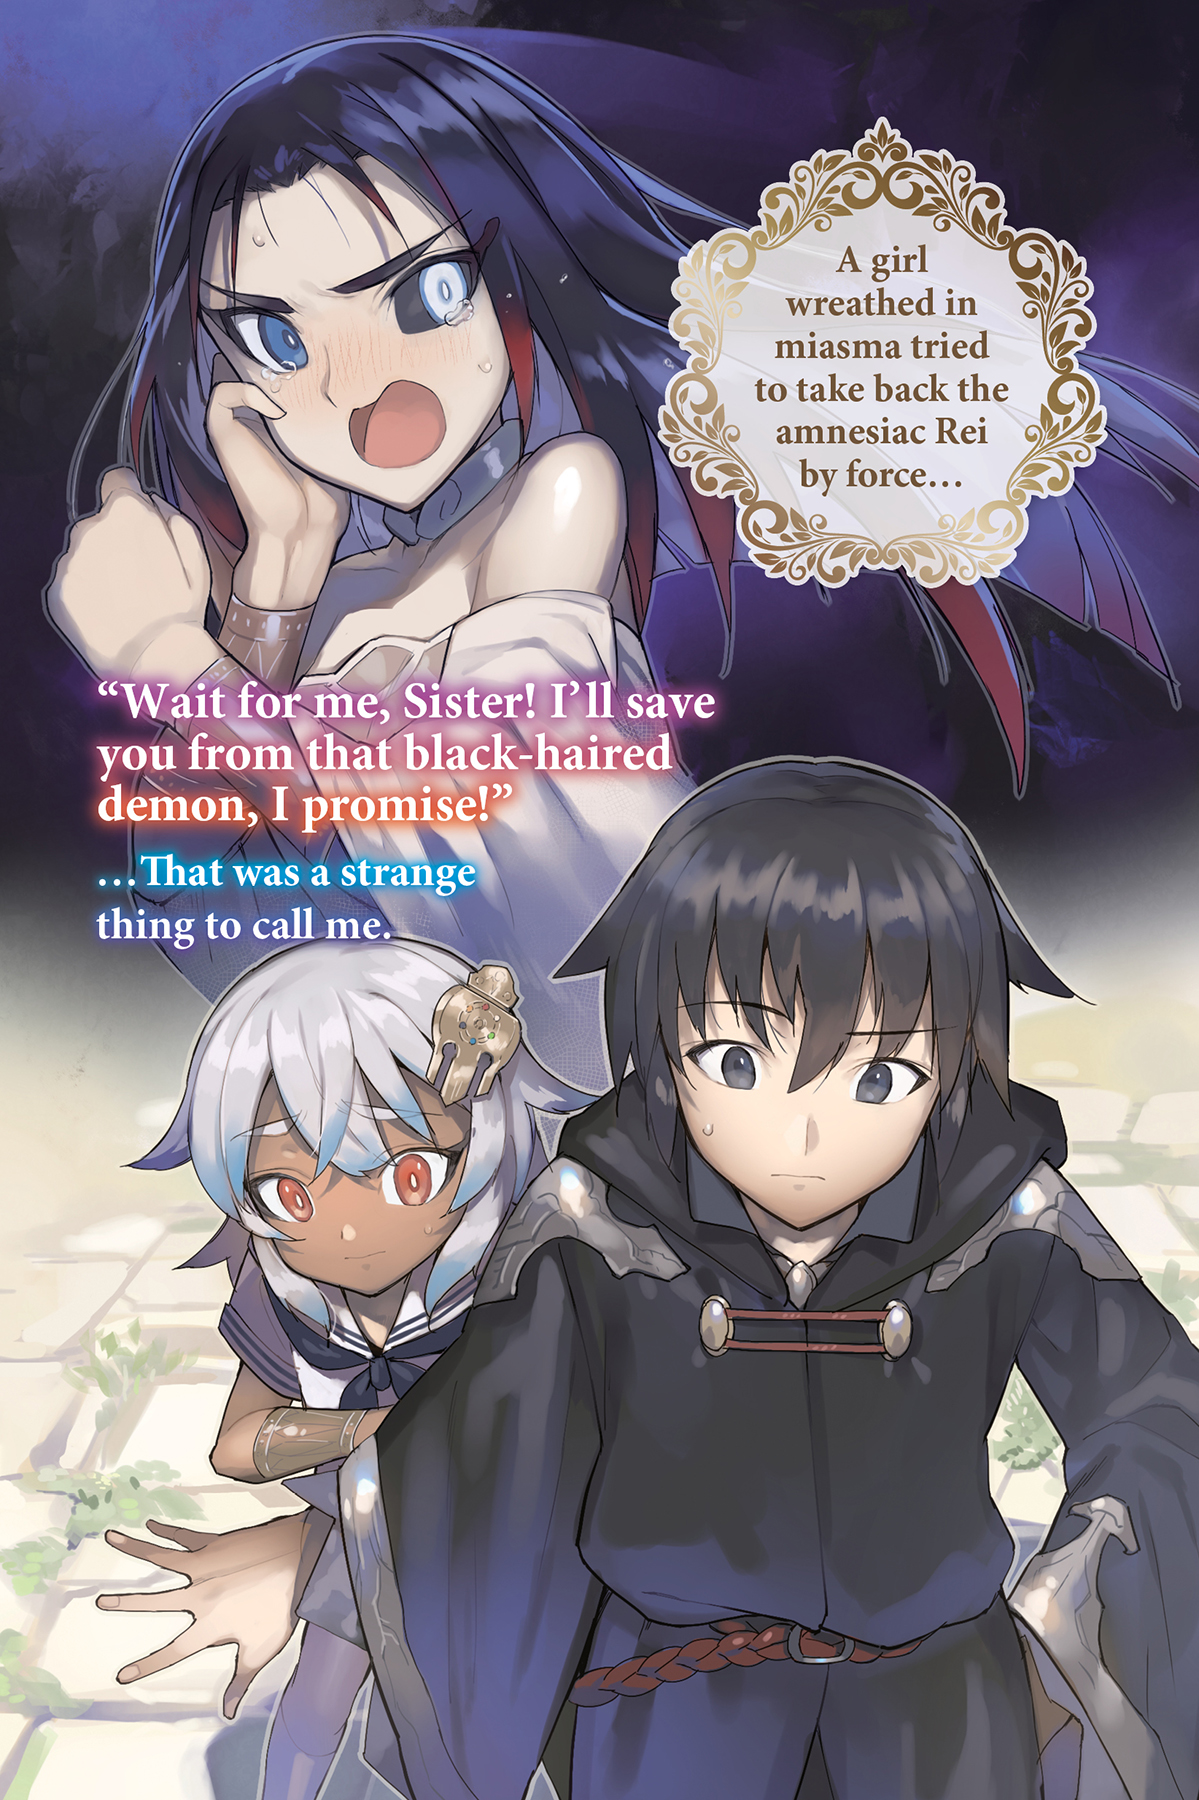 A girl
wreathed in
miasma tried
to take back the
amnesiac Rei
by force…
“Wait for me, Sister! I’ll save
you from that black-haired
demon, I promise!”
…That was a strange
thing to call me.